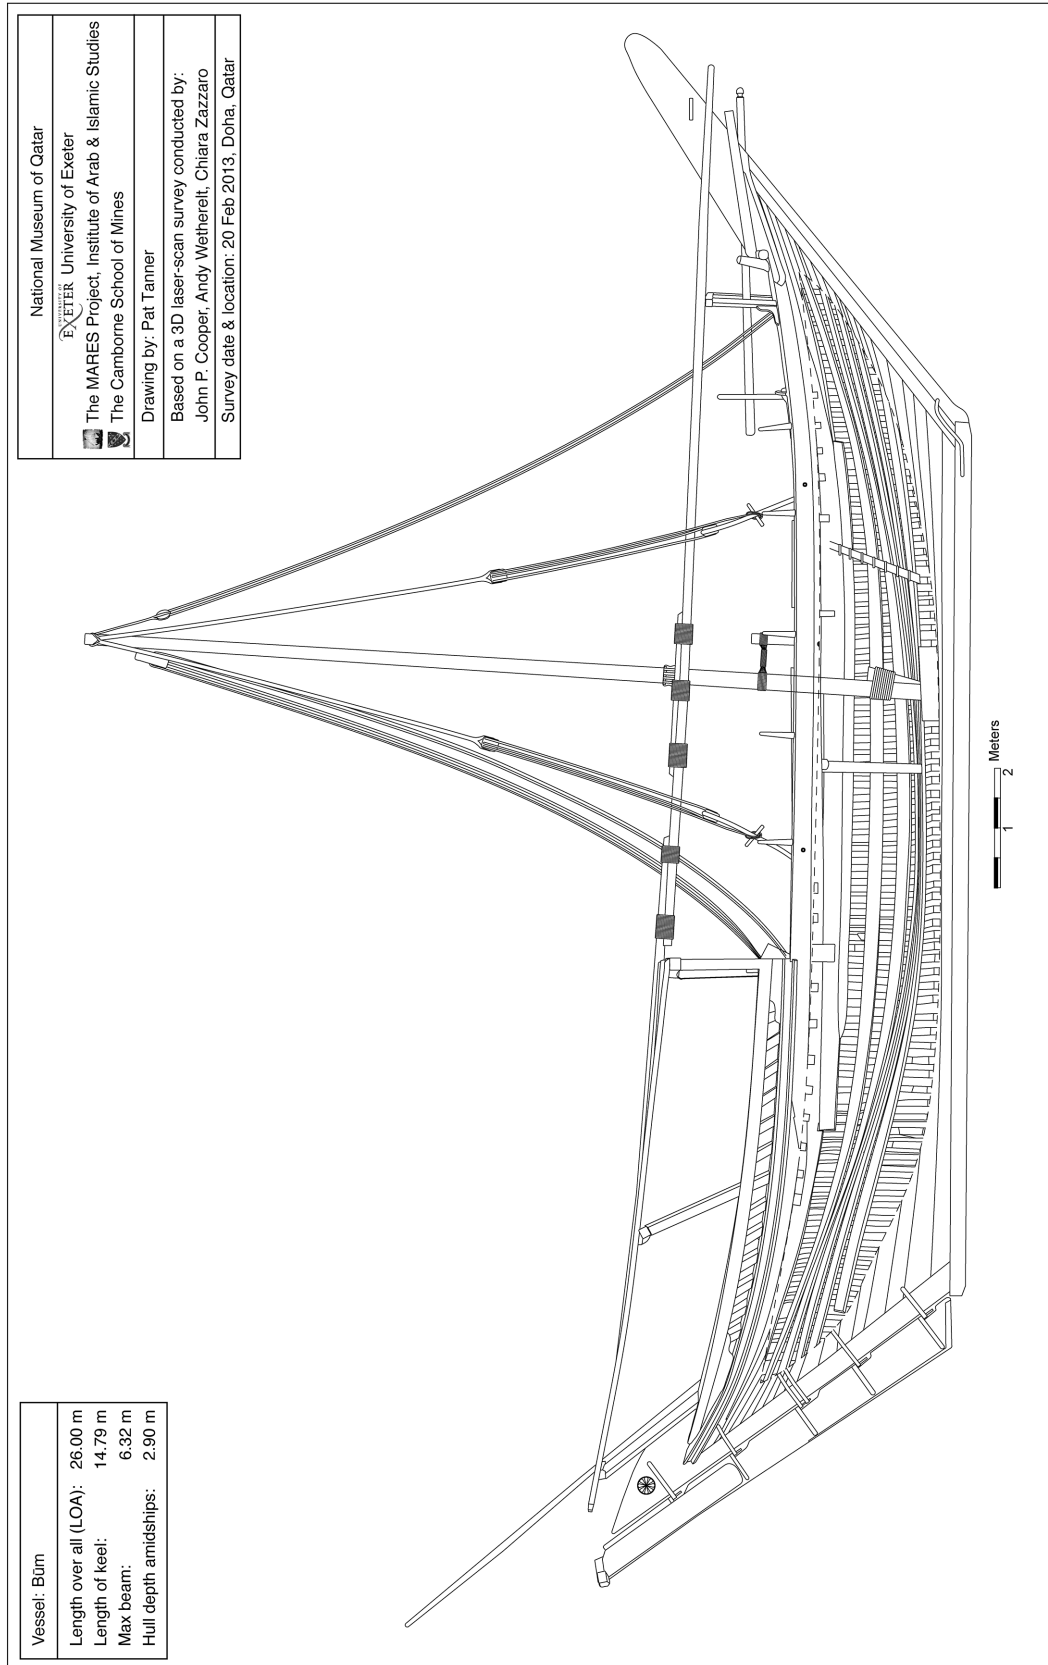 Vessel: Būm
Length over all (LOA): 26.00 m
Length of keel: 14.79 m
Max beam: 6.32 m
Hull depth amidships: 2.90 m
National Museum of Qatar
UNIVERSITY OF
EXETER University of Exeter
The MARES Project, Institute of Arab & Islamic Studies
The Camborne School of Mines
Drawing by: Pat Tanner
Based on a 3D laser-scan survey conducted by:
John P. Cooper, Andy Wetherelt, Chiara Zazzaro
Survey date & location: 20 Feb 2013, Doha, Qatar
Meters
1 2